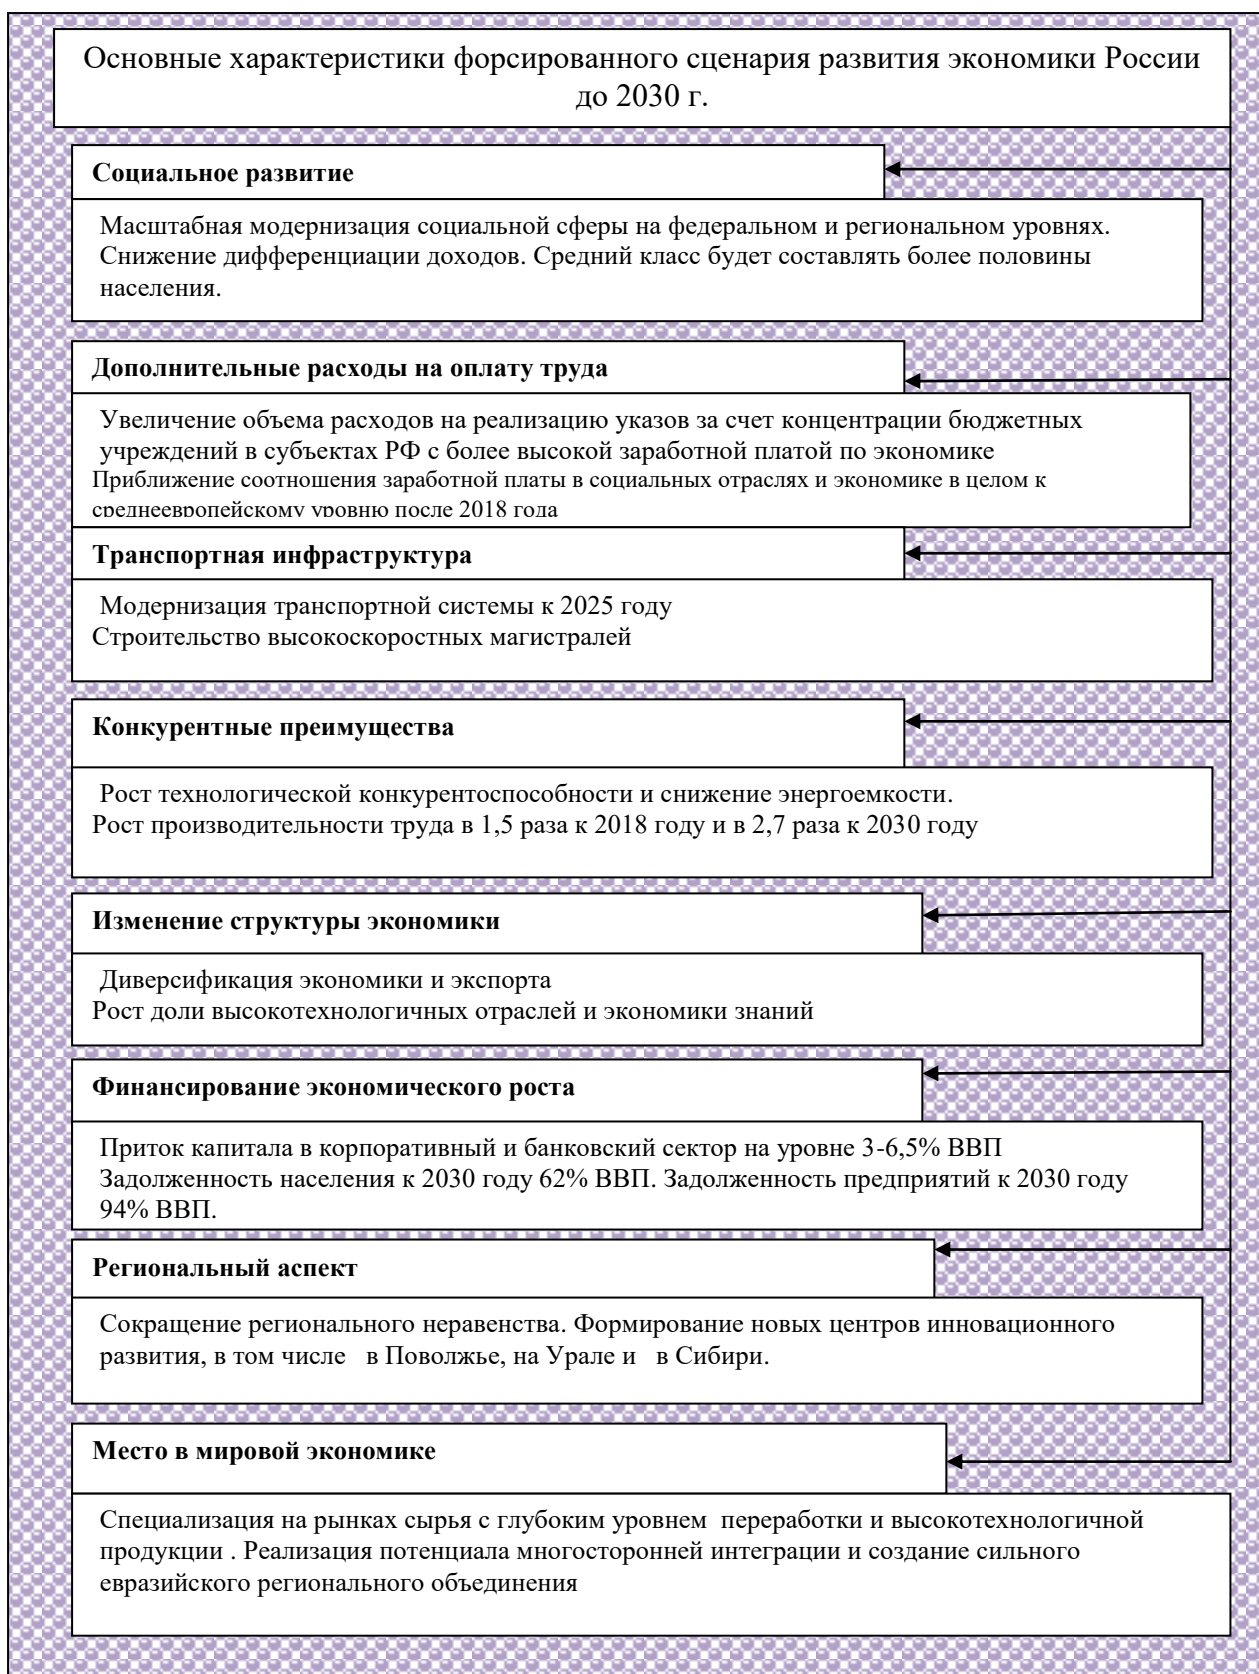 Основные характеристики форсированного сценария развития экономики России
до 2030 г.
Социальное развитие
Масштабная модернизация социальной сферы на федеральном и региональном уровнях.
Снижение дифференциации доходов. Средний класс будет составлять более половины
населения.
Дополнительные расходы на оплату труда
Увеличение объема расходов на реализацию указов за счет концентрации бюджетных
учреждений в субъектах РФ с более высокой заработной платой по экономике
Приближение соотношения заработной платы в социальных отраслях и экономике в целом к
среднеевропейскому уровню после 2018 года
Транспортная инфраструктура
Модернизация транспортной системы к 2025 году
Строительство высокоскоростных магистралей
Конкурентные преимущества
Рост технологической конкурентоспособности и снижение энергоемкости.
Рост производительности труда в 1,5 раза к 2018 году и в 2,7 раза к 2030 году
Изменение структуры экономики
Диверсификация экономики и экспорта
Рост доли высокотехнологичных отраслей и экономики знаний
Финансирование экономического роста
Приток капитала в корпоративный и банковский сектор на уровне 3-6,5% ВВП
Задолженность населения к 2030 году 62% ВВП. Задолженность предприятий к 2030 году
94% ВВП.
Региональный аспект
Сокращение регионального неравенства. Формирование новых центров инновационного
развития, в том числе в Поволжье, на Урале и в Сибири.
Место в мировой экономике
Специализация на рынках сырья с глубоким уровнем переработки и высокотехнологичной
продукции . Реализация потенциала многосторонней интеграции и создание сильного
евразийского регионального объединения